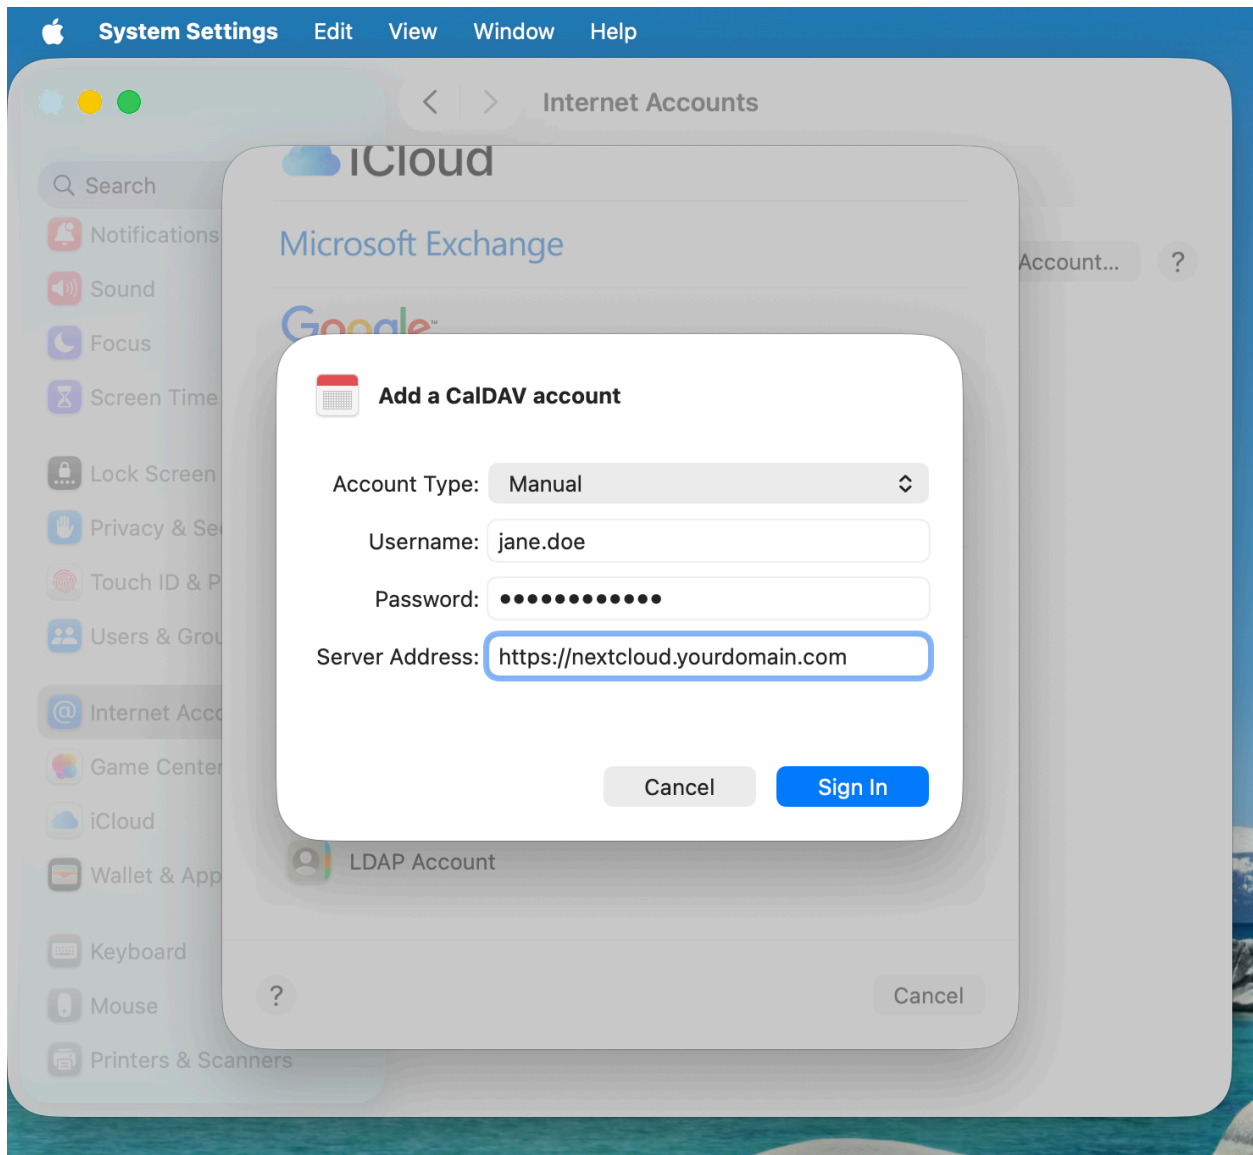 System Settings Edit View Window Help
Internet Accounts
Search
Notifications
Sound
Focus
Screen Time
Lock Screen
Privacy & Se
Touch ID & P
Users & Grou
Internet Acco
Game Center
iCloud
Wallet & App
Keyboard
Mouse
Printers & Scanners
Account...
?
iCloud
Microsoft Exchange
Google™
Add a CalDAV account
Account Type: Manual
Username: jane.doe
Password: ●●●●●●●●●●●●
Server Address: https://nextcloud.yourdomain.com
Cancel Sign In
LDAP Account
? Cancel